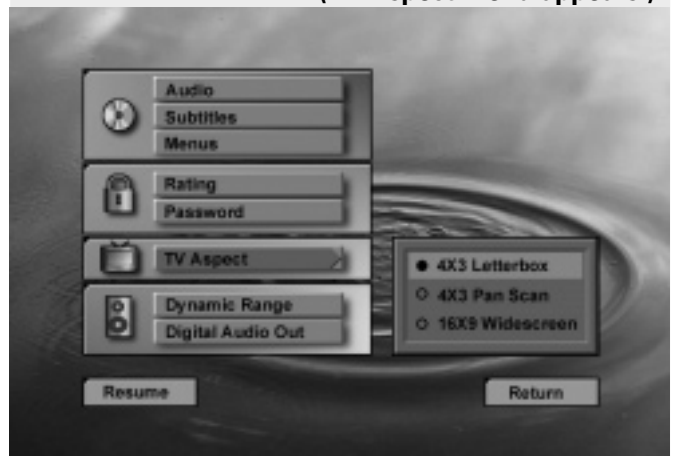 Audio
Subtitles
Menus
Rating
Password
TV Aspect
4X3 Letterbox
4X3 Pan Scan
16X9 Widescreen
Dynamic Range
Digital Audio Out
Resume
Return